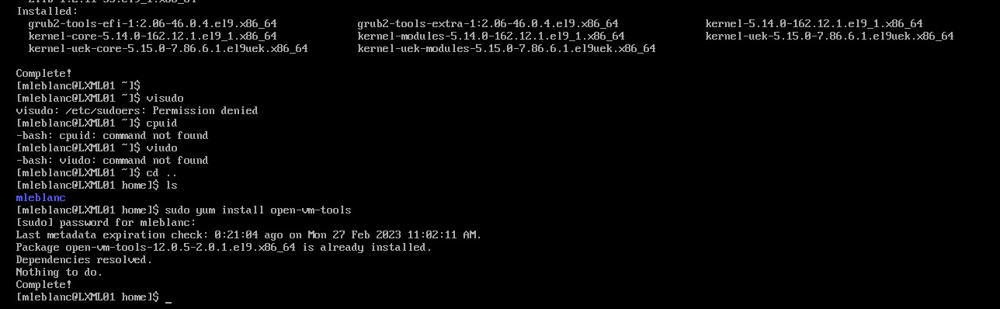 Installed:
grub2-tools-efi-1:2.06-46.0.4.el9.x86_64 grub2-tools-extra-1:2.06-46.0.4.el9.x86_64 kernel-5.14.0-162.12.1.el9_1.x86_64
kernel-core-5.14.0-162.12.1.el9_1.x86_64 kernel-modules-5.14.0-162.12.1.el9_1.x86_64 kernel-uek-5.15.0-7.86.6.1.el9uek.x86_64
kernel-uek-core-5.15.0-7.86.6.1.el9uek.x86_64 kernel-uek-modules-5.15.0-7.86.6.1.el9uek.x86_64
Complete!
[mleblanc@LXML01 ~]$
[mleblanc@LXML01 ~]$ visudo
visudo: /etc/sudoers: Permission denied
[mleblanc@LXML01 ~]$ cpuid
-bash: cpuid: command not found
[mleblanc@LXML01 ~]$ viudo
-bash: viudo: command not found
[mleblanc@LXML01 ~]$ cd ..
[mleblanc@LXML01 home]$ ls
mleblanc
[mleblanc@LXML01 home]$ sudo yum install open-vm-tools
[sudo] password for mleblanc:
Last metadata expiration check: 0:21:04 ago on Mon 27 Feb 2023 11:02:11 AM.
Package open-vm-tools-12.0.5-2.0.1.el9.x86_64 is already installed.
Dependencies resolved.
Nothing to do.
Complete!
[mleblanc@LXML01 home]$ _